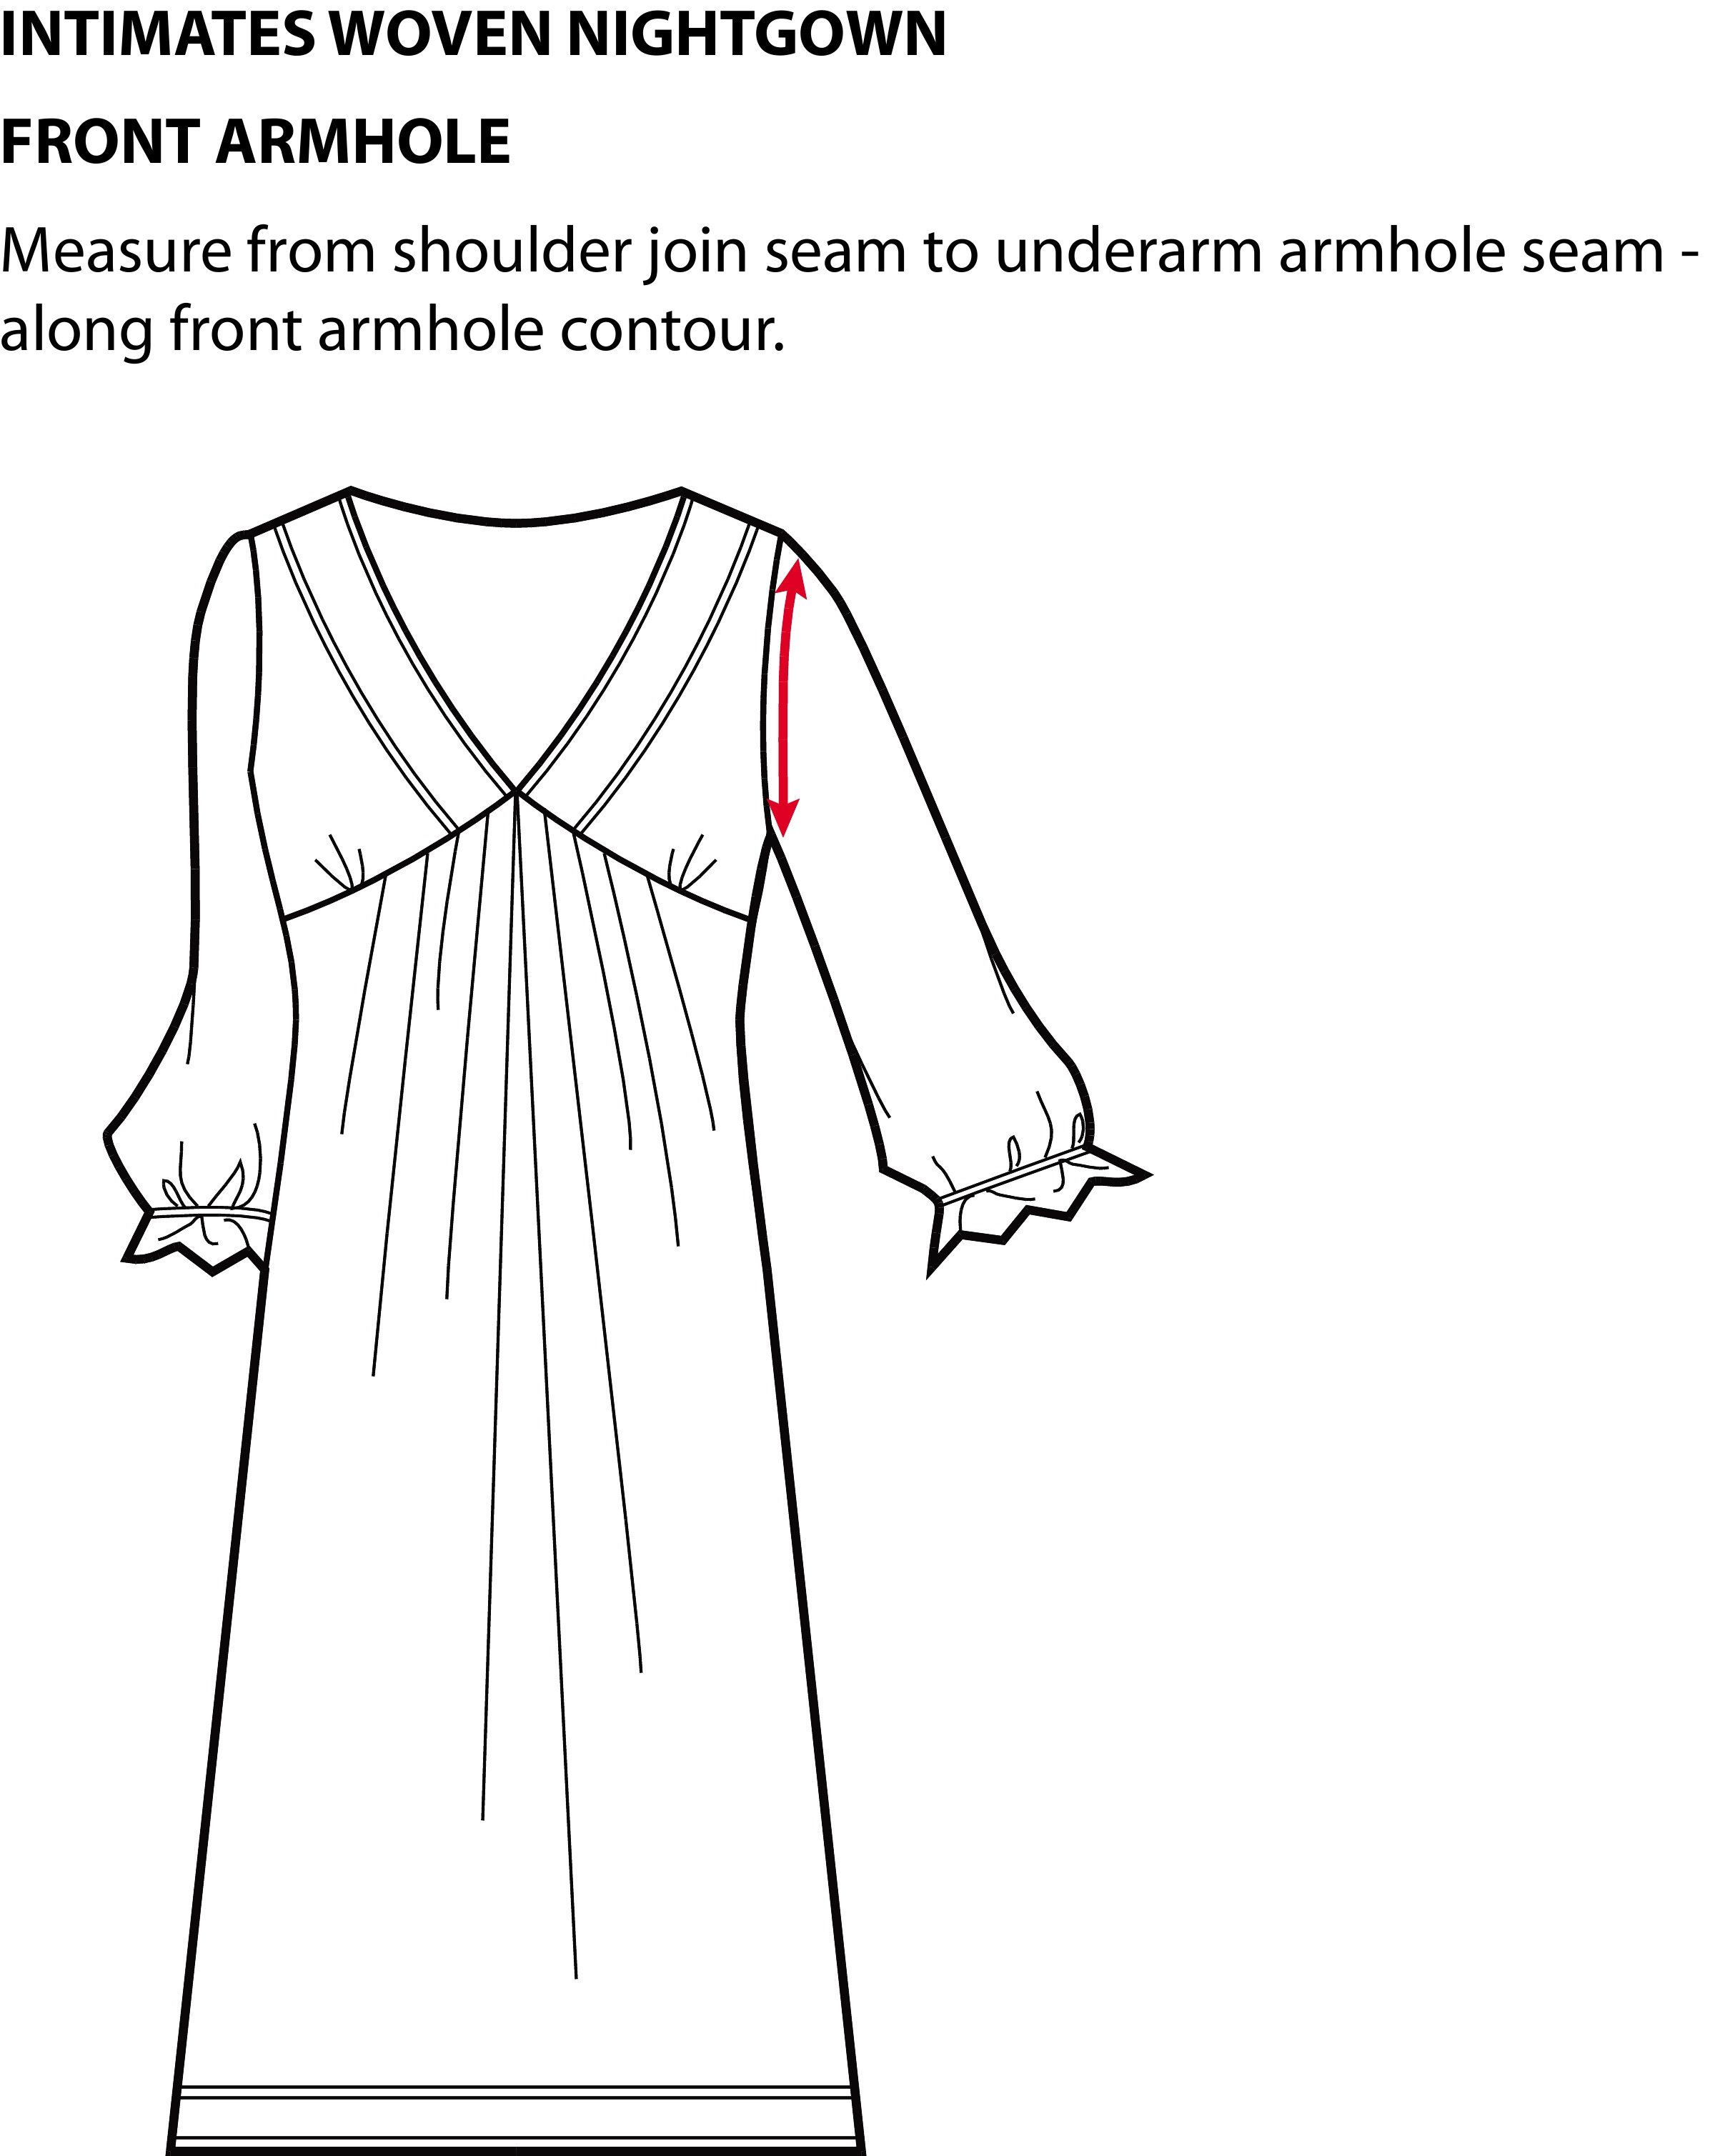 INTIMATES WOVEN NIGHTGOWN
FRONT ARMHOLE
Measure from shoulder join seam to underarm armhole seam -
along front armhole contour.